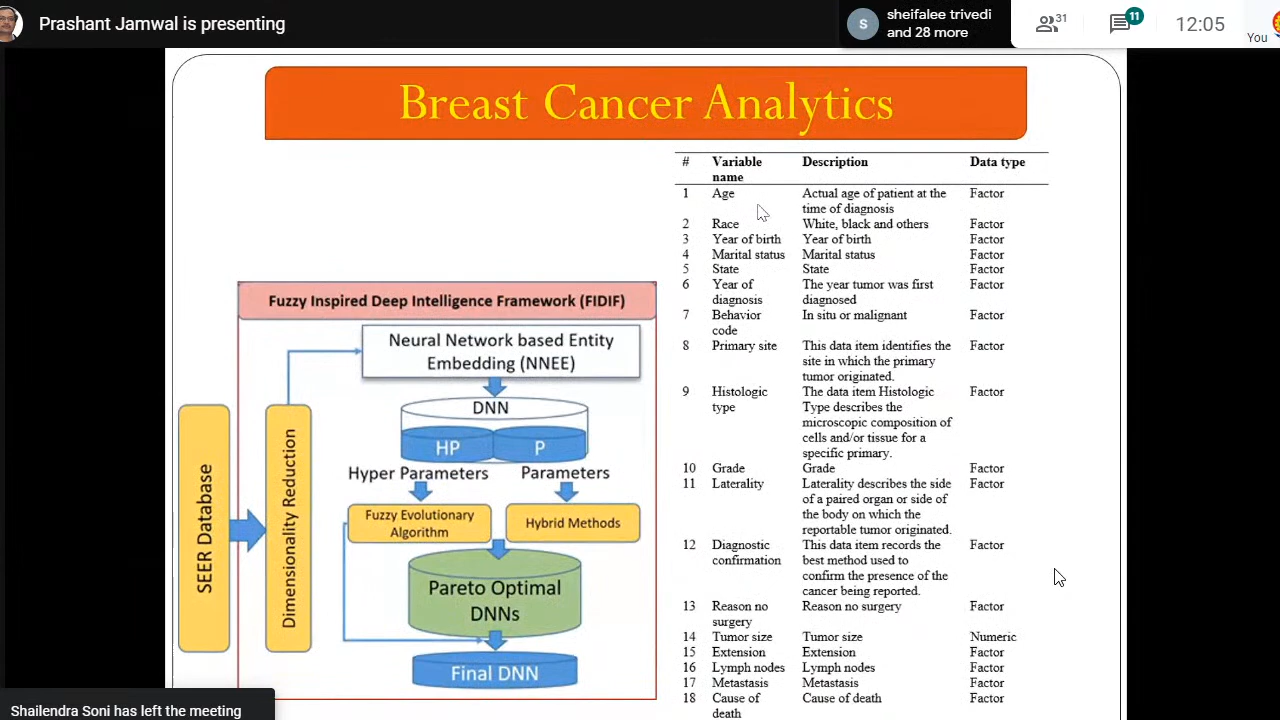 Prashant Jamwal is presenting
S
sheifalee trivedi
and 28 more
31
11
12:05
You
Breast Cancer Analytics
Fuzzy Inspired Deep Intelligence Framework (FIDIF)
Neural Network based Entity
Embedding (NNEE)
DNN
HP P
Hyper Parameters Parameters
Fuzzy Evolutionary
Algorithm
Hybrid Methods
Pareto Optimal
DNNs
Final DNN
SEER Database
Dimensionality Reduction
# Variable Description Data type
name
1 Age Actual age of patient at the Factor
time of diagnosis
2 Race White, black and others Factor
3 Year of birth Year of birth Factor
4 Marital status Marital status Factor
5 State State Factor
6 Year of The year tumor was first Factor
diagnosis diagnosed
7 Behavior In situ or malignant Factor
code
8 Primary site This data item identifies the Factor
site in which the primary
tumor originated.
9 Histologic The data item Histologic Factor
type Type describes the
microscopic composition of
cells and/or tissue for a
specific primary.
10 Grade Grade Factor
11 Laterality Laterality describes the side Factor
of a paired organ or side of
the body on which the
reportable tumor originated.
12 Diagnostic This data item records the Factor
confirmation best method used to
confirm the presence of the
cancer being reported.
13 Reason no Reason no surgery Factor
surgery
14 Tumor size Tumor size Numeric
15 Extension Extension Factor
16 Lymph nodes Lymph nodes Factor
17 Metastasis Metastasis Factor
18 Cause of Cause of death Factor
death
Shailendra Soni has left the meeting